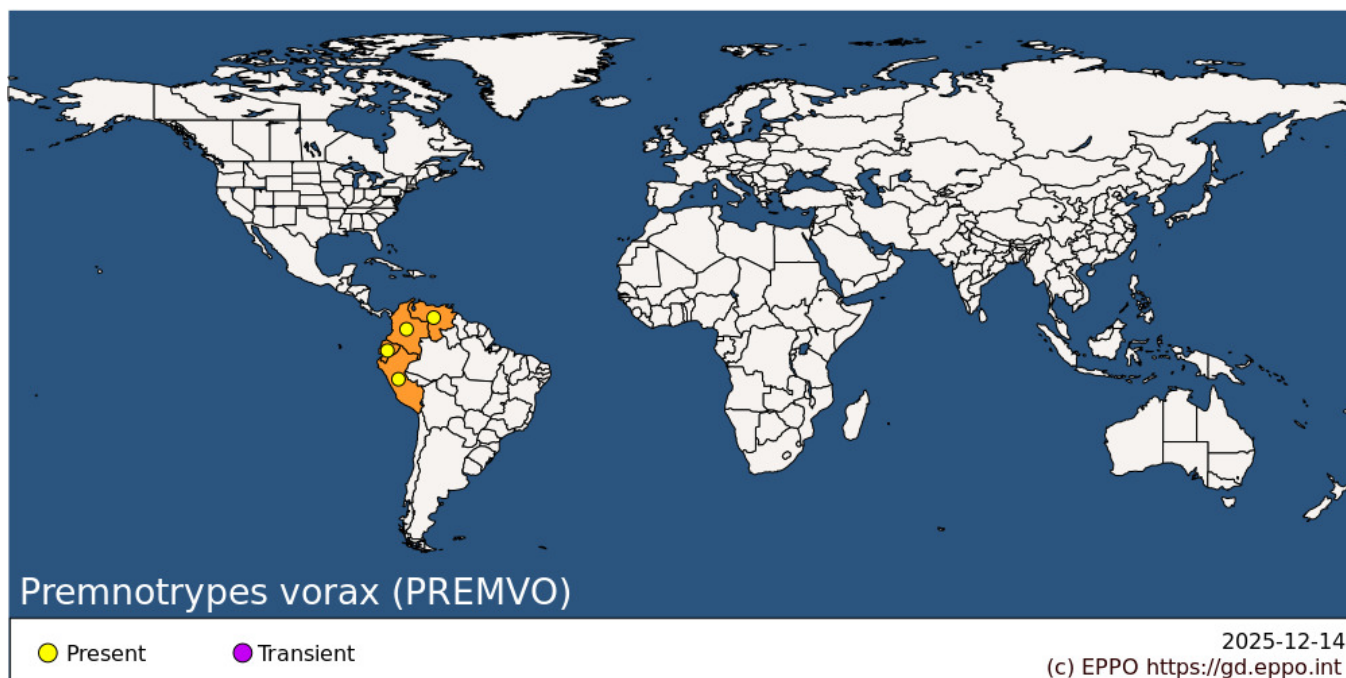 Premnotrypes vorax (PREMVO)
Present
Transient
2025-12-14
(c) EPPO https://gd.eppo.int